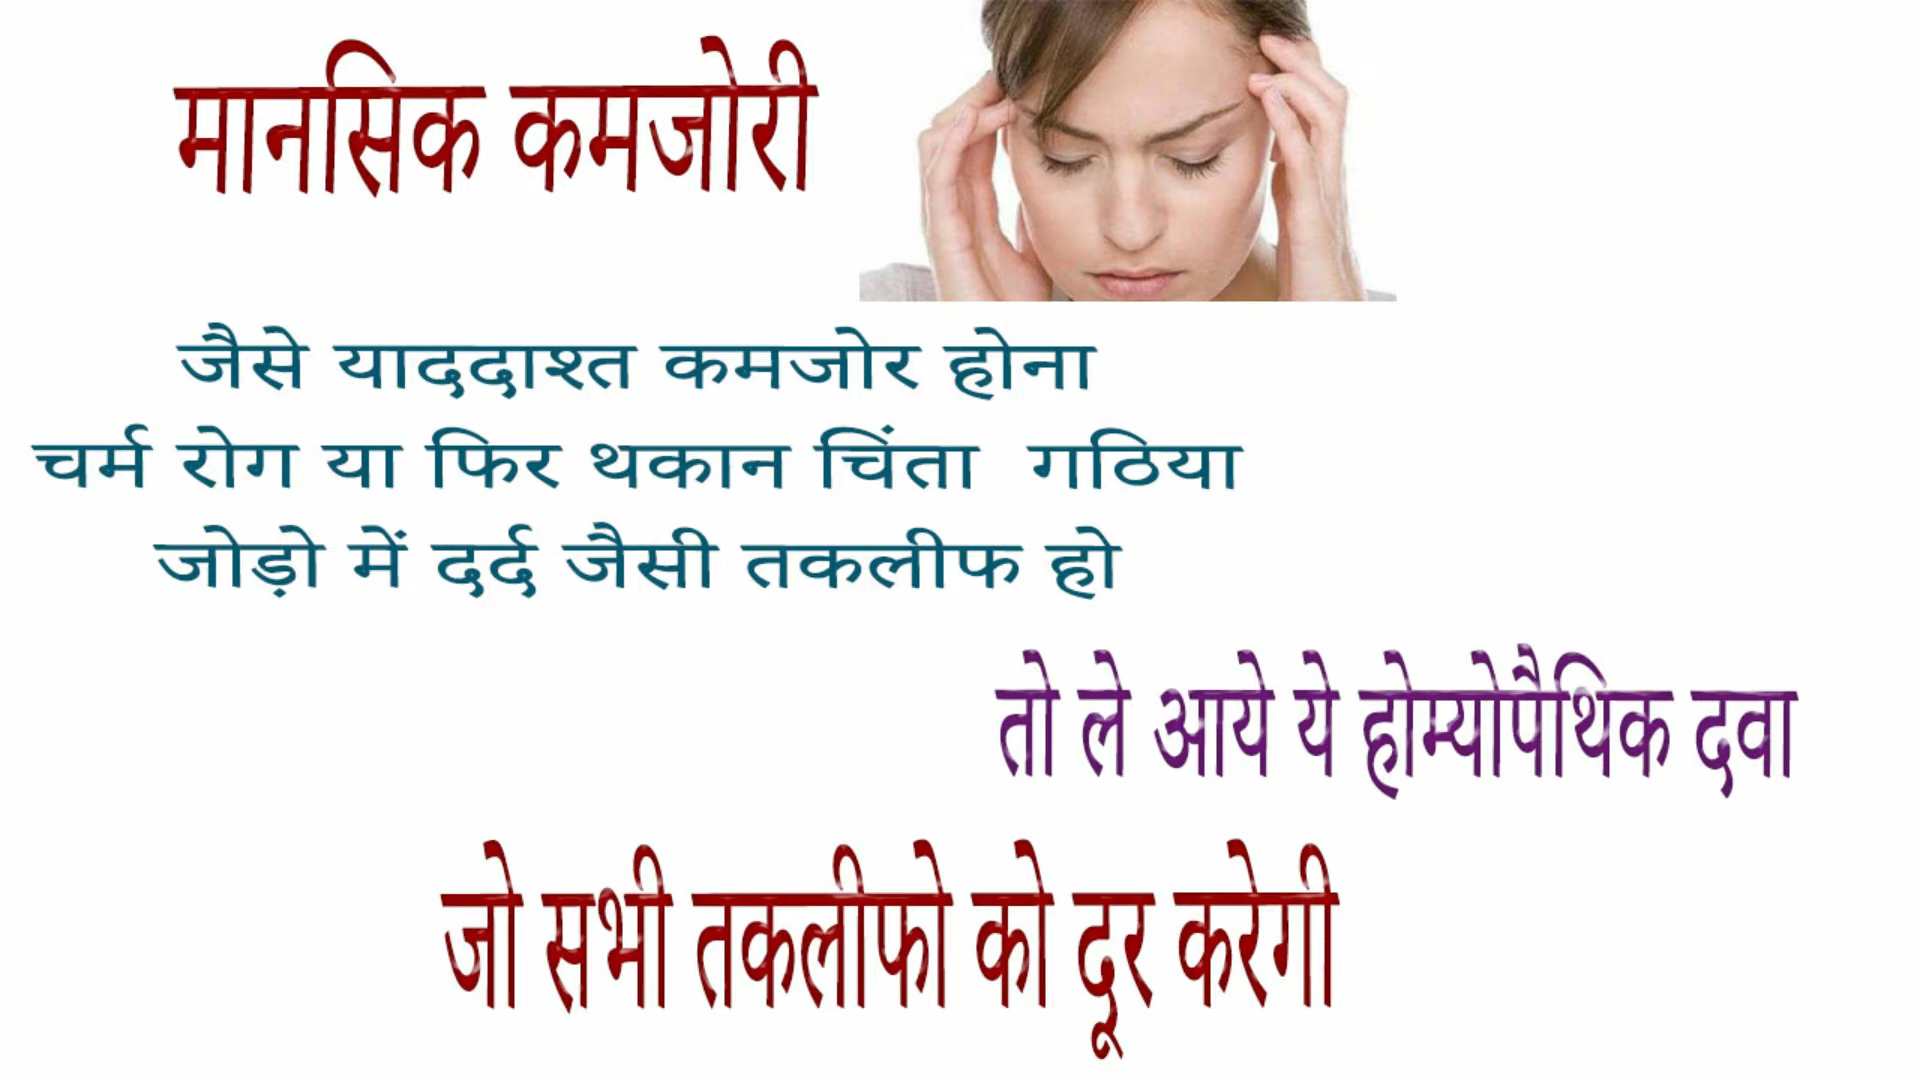 मानसिक कमजोरी
जैसे याददाश्त कमजोर होना
चर्म रोग या फिर थकान चिंता गठिया
जोड़ो में दर्द जैसी तकलीफ हो
तो ले आये ये होम्योपैथिक दवा
जो सभी तकलीफो को दूर करेगी